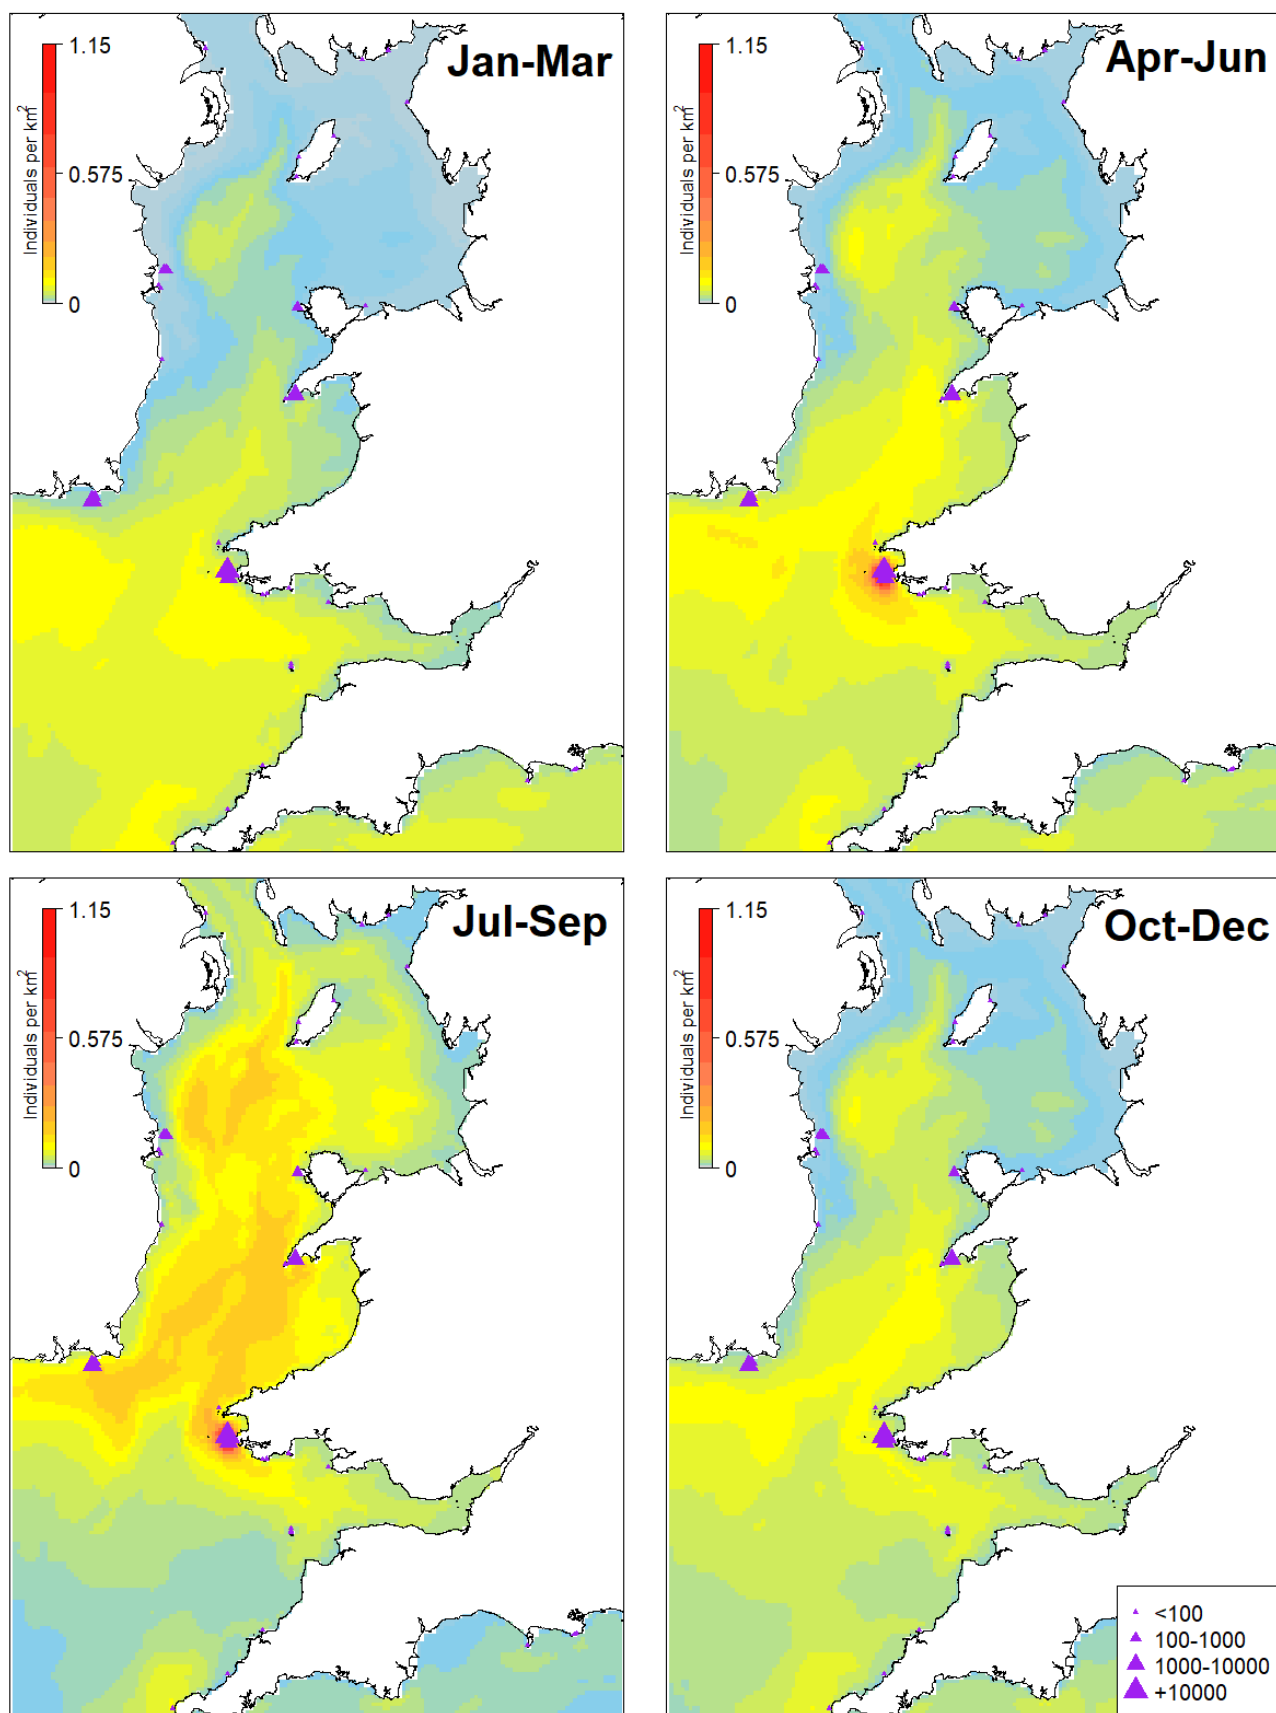 Jan-Mar
1.15
0.575
0
Individuals per km2
Apr-Jun
1.15
0.575
0
Individuals per km2
Jul-Sep
1.15
0.575
0
Individuals per km2
Oct-Dec
1.15
0.575
0
Individuals per km2
<100
100-1000
1000-10000
+10000